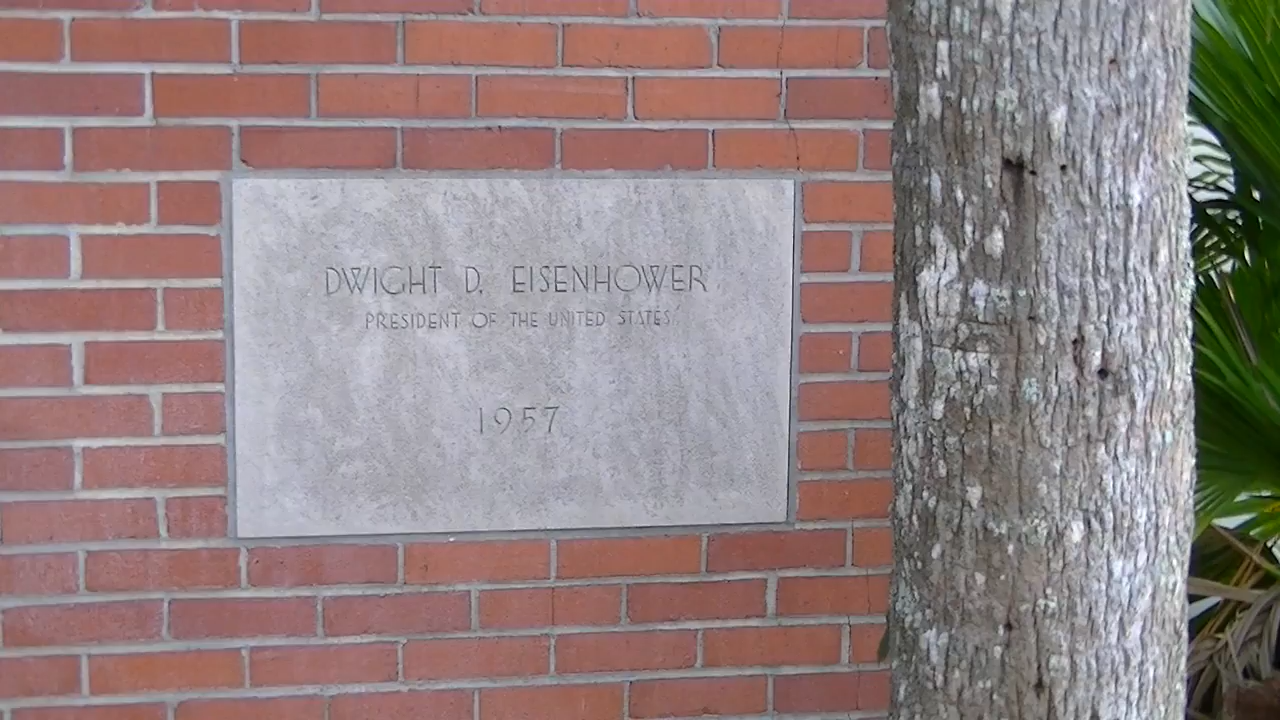 DWIGHT D. EISENHOWER
PRESIDENT OF THE UNITED STATES
1957